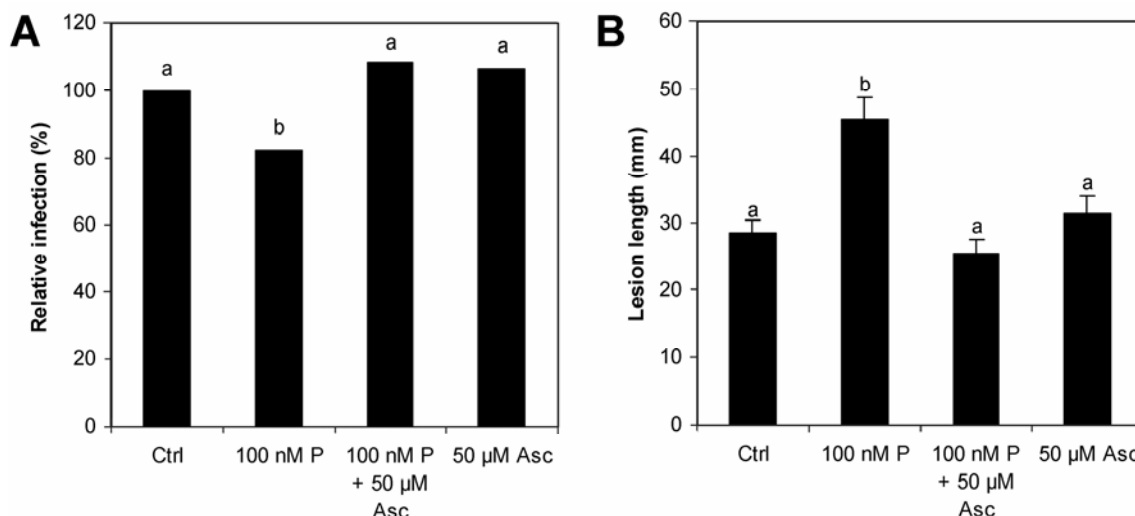 A
Relative infection (%)
120
100
80
60
40
20
0
a
b
a
a
Ctrl
100 nM P
100 nM P
+ 50 µM
Asc
50 µM Asc
B
Lesion length (mm)
60
50
40
30
20
10
0
a
b
a
a
Ctrl
100 nM P
100 nM P
+ 50 µM
Asc
50 µM Asc